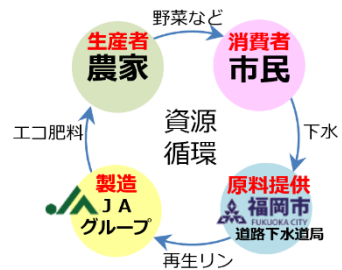 野菜など
生産者
農家
消費者
市民
資源
循環
下水
原料提供
福岡市
FUKUOKA CITY
道路下水道局
再生リン
製造
JA
グループ
エコ肥料